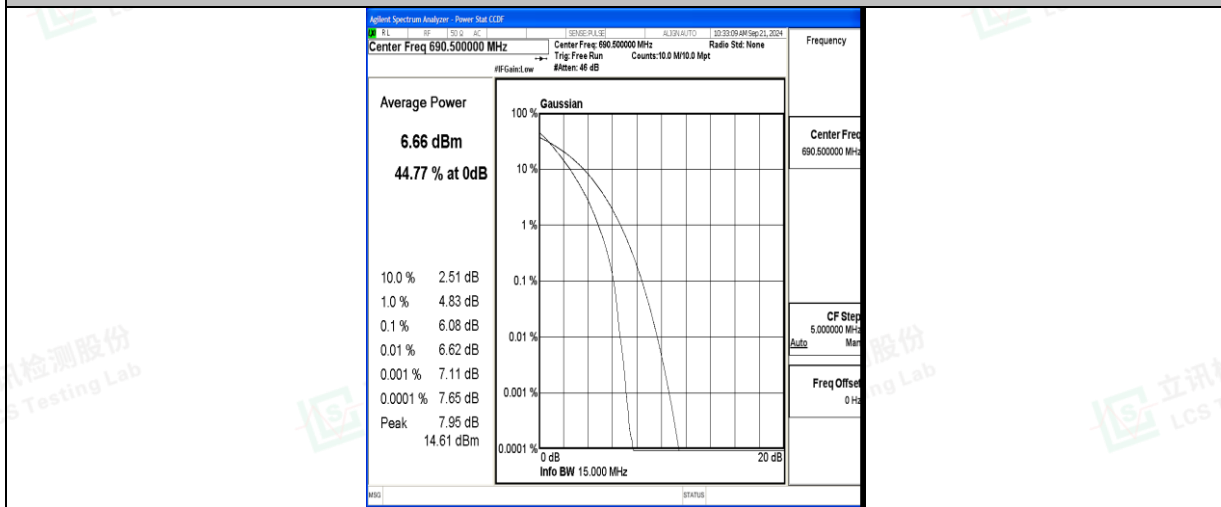 Agilent Spectrum Analyzer - Power Stat CCDF
RL RF 50 Ω AC SENSE:PULSE ALIGN AUTO 10:33:09 AM Sep 21, 2024
Center Freq 690.500000 MHz
Center Freq: 690.500000 MHz Radio Std: None
Trig: Free Run Counts:10.0 M/10.0 Mpt
#IFGain:Low #Atten: 46 dB
Frequency
Average Power
6.66 dBm
44.77 % at 0dB
10.0 % 2.51 dB
1.0 % 4.83 dB
0.1 % 6.08 dB
0.01 % 6.62 dB
0.001 % 7.11 dB
0.0001 % 7.65 dB
Peak 7.95 dB
14.61 dBm
Gaussian
100 %
10 %
1 %
0.1 %
0.01 %
0.001 %
0.0001 %
0 dB 20 dB
Info BW 15.000 MHz
Center Freq
690.500000 MHz
CF Step
5.000000 MHz
Auto Man
Freq Offset
0 Hz
MSG STATUS
讯检测股份
CS Testing Lab
股份
ng Lab
立讯
LCS